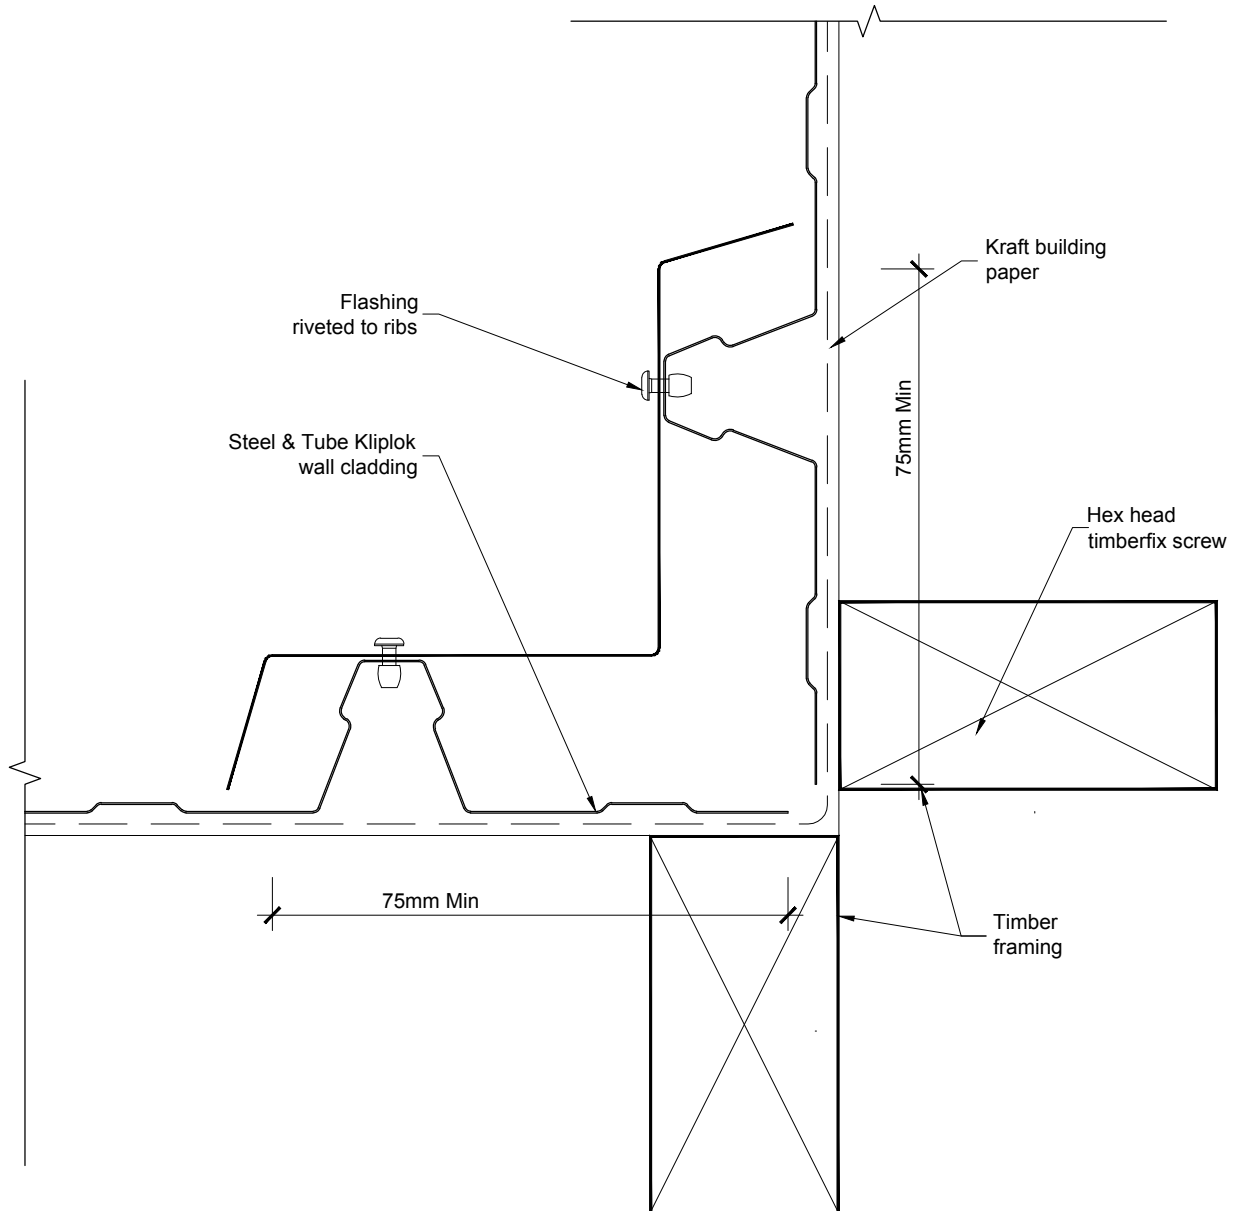 Kraft building
paper
Flashing
riveted to ribs
75mm Min
Steel & Tube Kliplok
wall cladding
Hex head
timberfix screw
75mm Min
Timber
framing